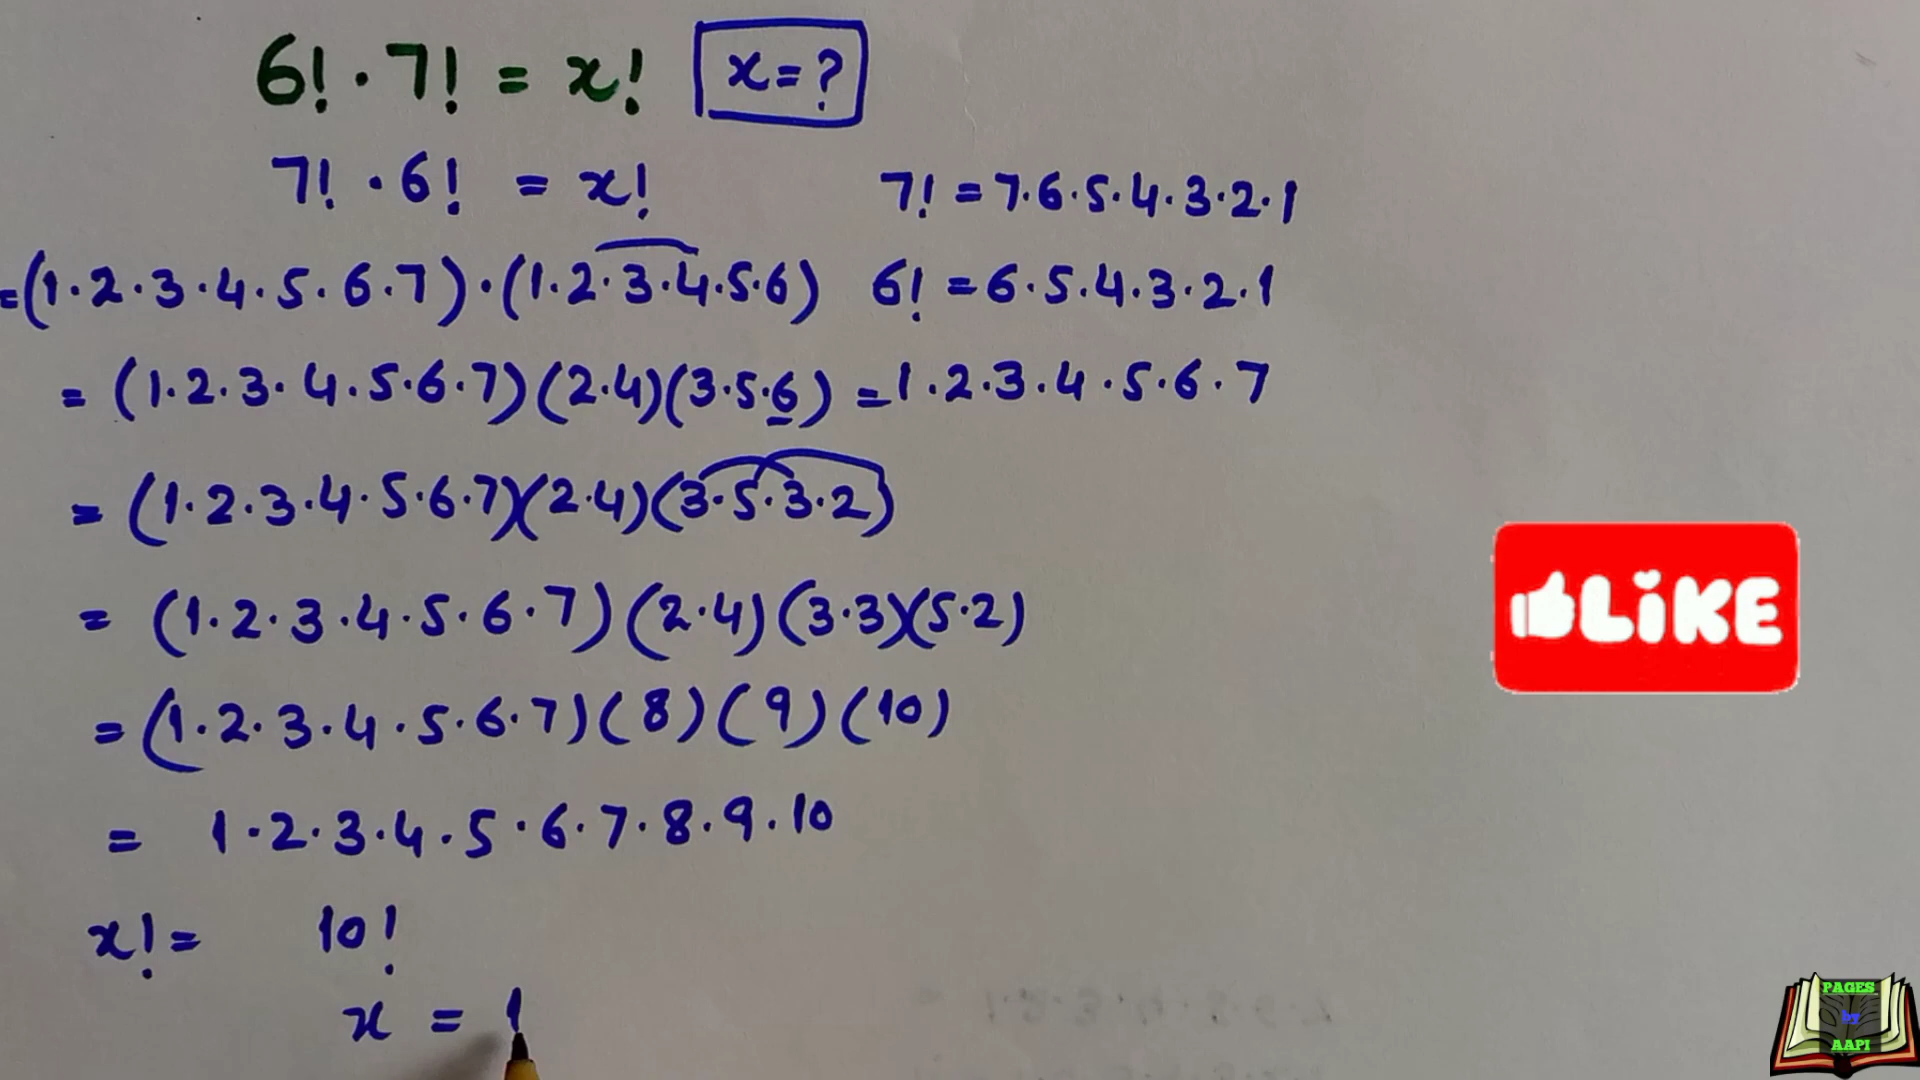 6! · 7! = x! x = ?
7! · 6! = x! 7! = 7·6·5·4·3·2·1
=(1·2·3·4·5·6·7)·(1·2·3·4·5·6) 6! = 6·5·4·3·2·1
= (1·2·3·4·5·6·7)(2·4)(3·5·6) = 1·2·3·4·5·6·7
= (1·2·3·4·5·6·7)(2·4)(3·5·3·2)
= (1·2·3·4·5·6·7)(2·4)(3·3)(5·2)
LIKE
= (1·2·3·4·5·6·7)(8)(9)(10)
= 1·2·3·4·5·6·7·8·9·10
x! = 10!
x = 1
PAGES
by
AAPI